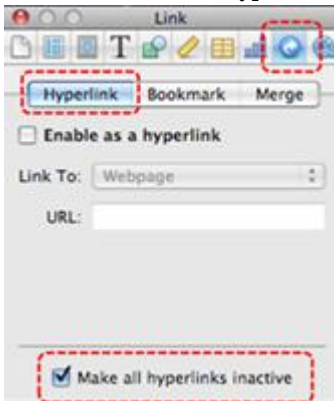 Link
T
Hyperlink Bookmark Merge
Enable as a hyperlink
Link To: Webpage
URL:
Make all hyperlinks inactive